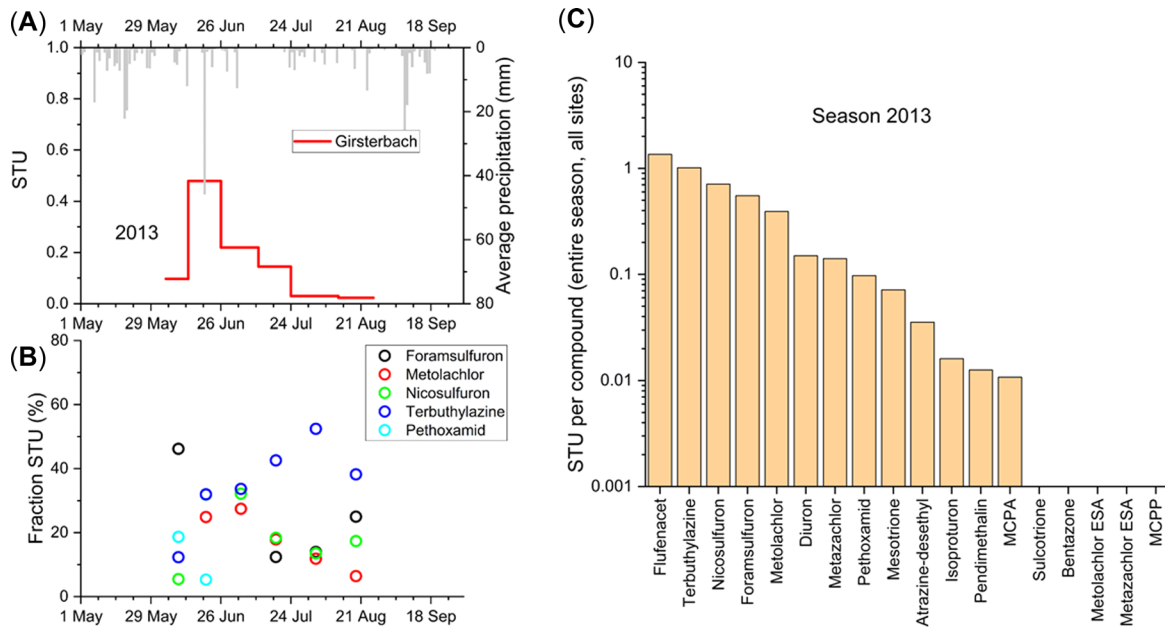 (A)
1 May 29 May 26 Jun 24 Jul 21 Aug 18 Sep
1.0
0.8
0.6
0.4
0.2
0.0
STU
0
20
40
60
80
Average precipitation (mm)
Girsterbach
2013
1 May 29 May 26 Jun 24 Jul 21 Aug 18 Sep
(B)
80
60
40
20
0
Fraction STU (%)
Foramsulfuron
Metolachlor
Nicosulfuron
Terbuthylazine
Pethoxamid
1 May 29 May 26 Jun 24 Jul 21 Aug 18 Sep
(C)
10
1
0.1
0.01
0.001
STU per compound (entire season, all sites)
Season 2013
Flufenacet
Terbuthylazine
Nicosulfuron
Foramsulfuron
Metolachlor
Diuron
Metazachlor
Pethoxamid
Mesotrione
Atrazine-desethyl
Isoproturon
Pendimethalin
MCPA
Sulcotrione
Bentazone
Metolachlor ESA
Metazachlor ESA
MCPP